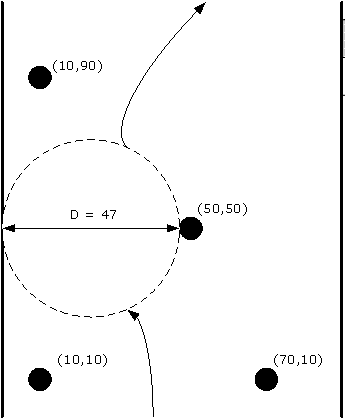 (10,90)
(50,50)
D = 47
(10,10)
(70,10)